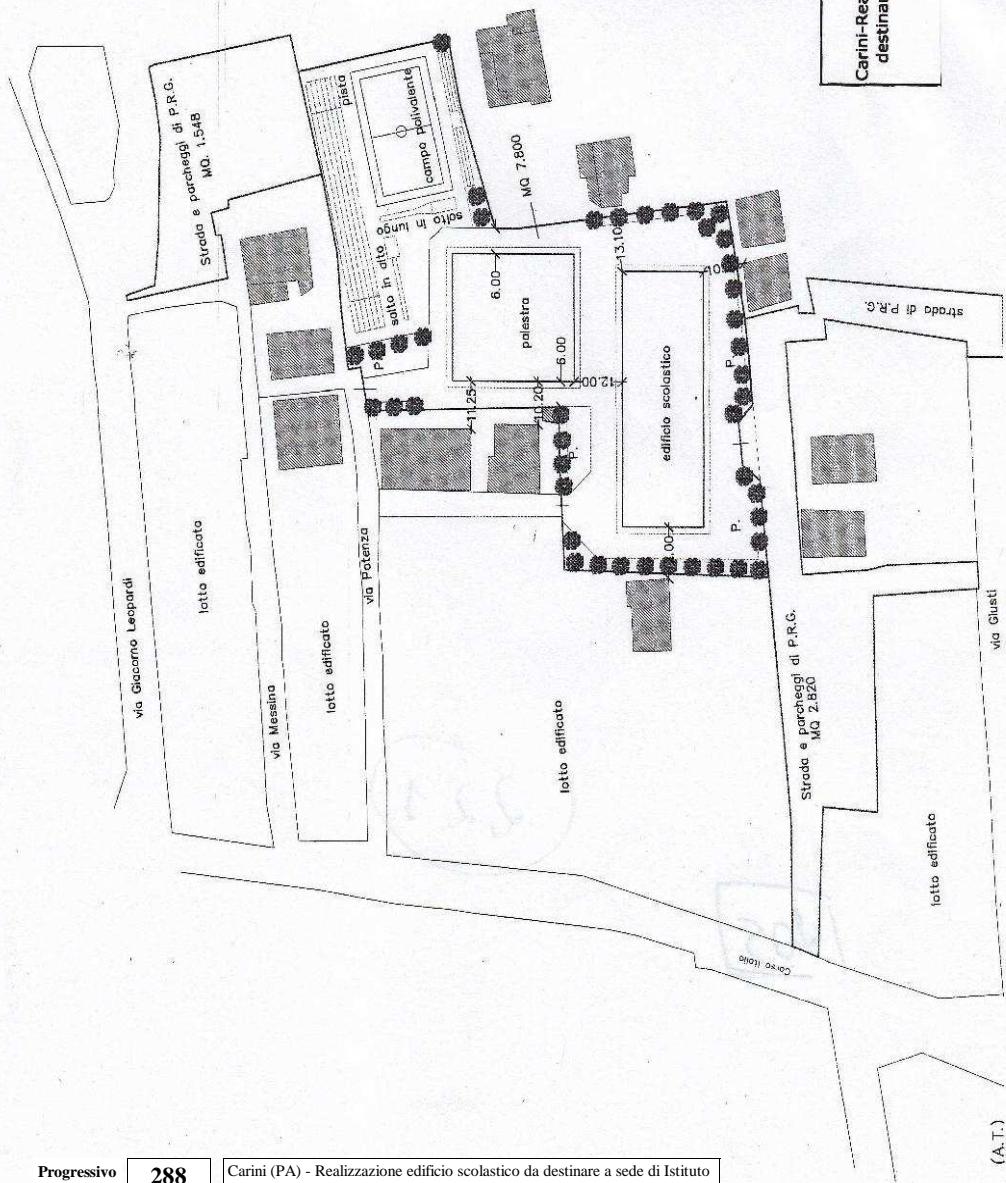 Carini-Rea
destinar
Strada e parcheggi di P.R.G.
MQ. 1.548
pista
campo polivalente
salto in lungo
salto in alto
P.
MQ 7.800
via Giacomo Leopardi
lotto edificato
via Messina
lotto edificato
via Potenza
6.00
palestra
6.00
11.25
10.20
12.00
13.10
10
P.
edificio scolastico
.00
P.
P.
strada di P.R.G.
lotto edificato
Strada e parcheggi di P.R.G.
MQ 2.820
via Giusti
lotto edificato
Corso Italia
(A.T.)
Progressivo 288 Carini (PA) - Realizzazione edificio scolastico da destinare a sede di Istituto